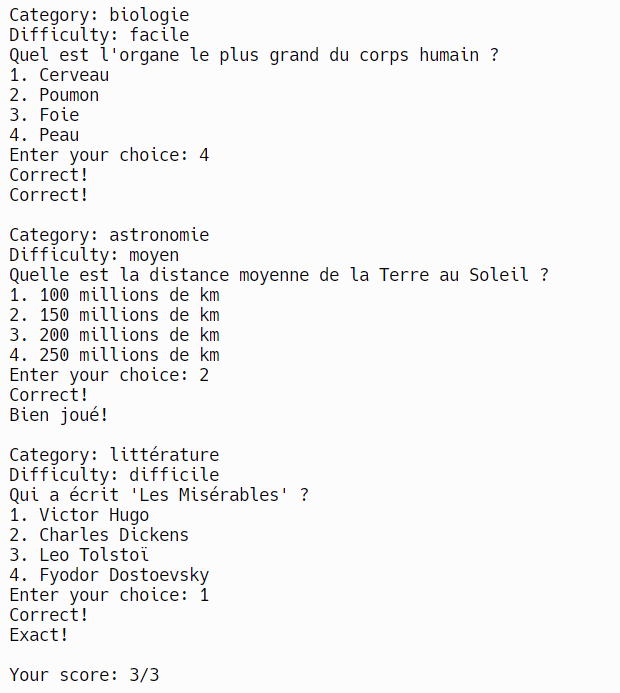 Category: biologie
Difficulty: facile
Quel est l'organe le plus grand du corps humain ?
1. Cerveau
2. Poumon
3. Foie
4. Peau
Enter your choice: 4
Correct!
Correct!

Category: astronomie
Difficulty: moyen
Quelle est la distance moyenne de la Terre au Soleil ?
1. 100 millions de km
2. 150 millions de km
3. 200 millions de km
4. 250 millions de km
Enter your choice: 2
Correct!
Bien joué!

Category: littérature
Difficulty: difficile
Qui a écrit 'Les Misérables' ?
1. Victor Hugo
2. Charles Dickens
3. Leo Tolstoï
4. Fyodor Dostoevsky
Enter your choice: 1
Correct!
Exact!

Your score: 3/3